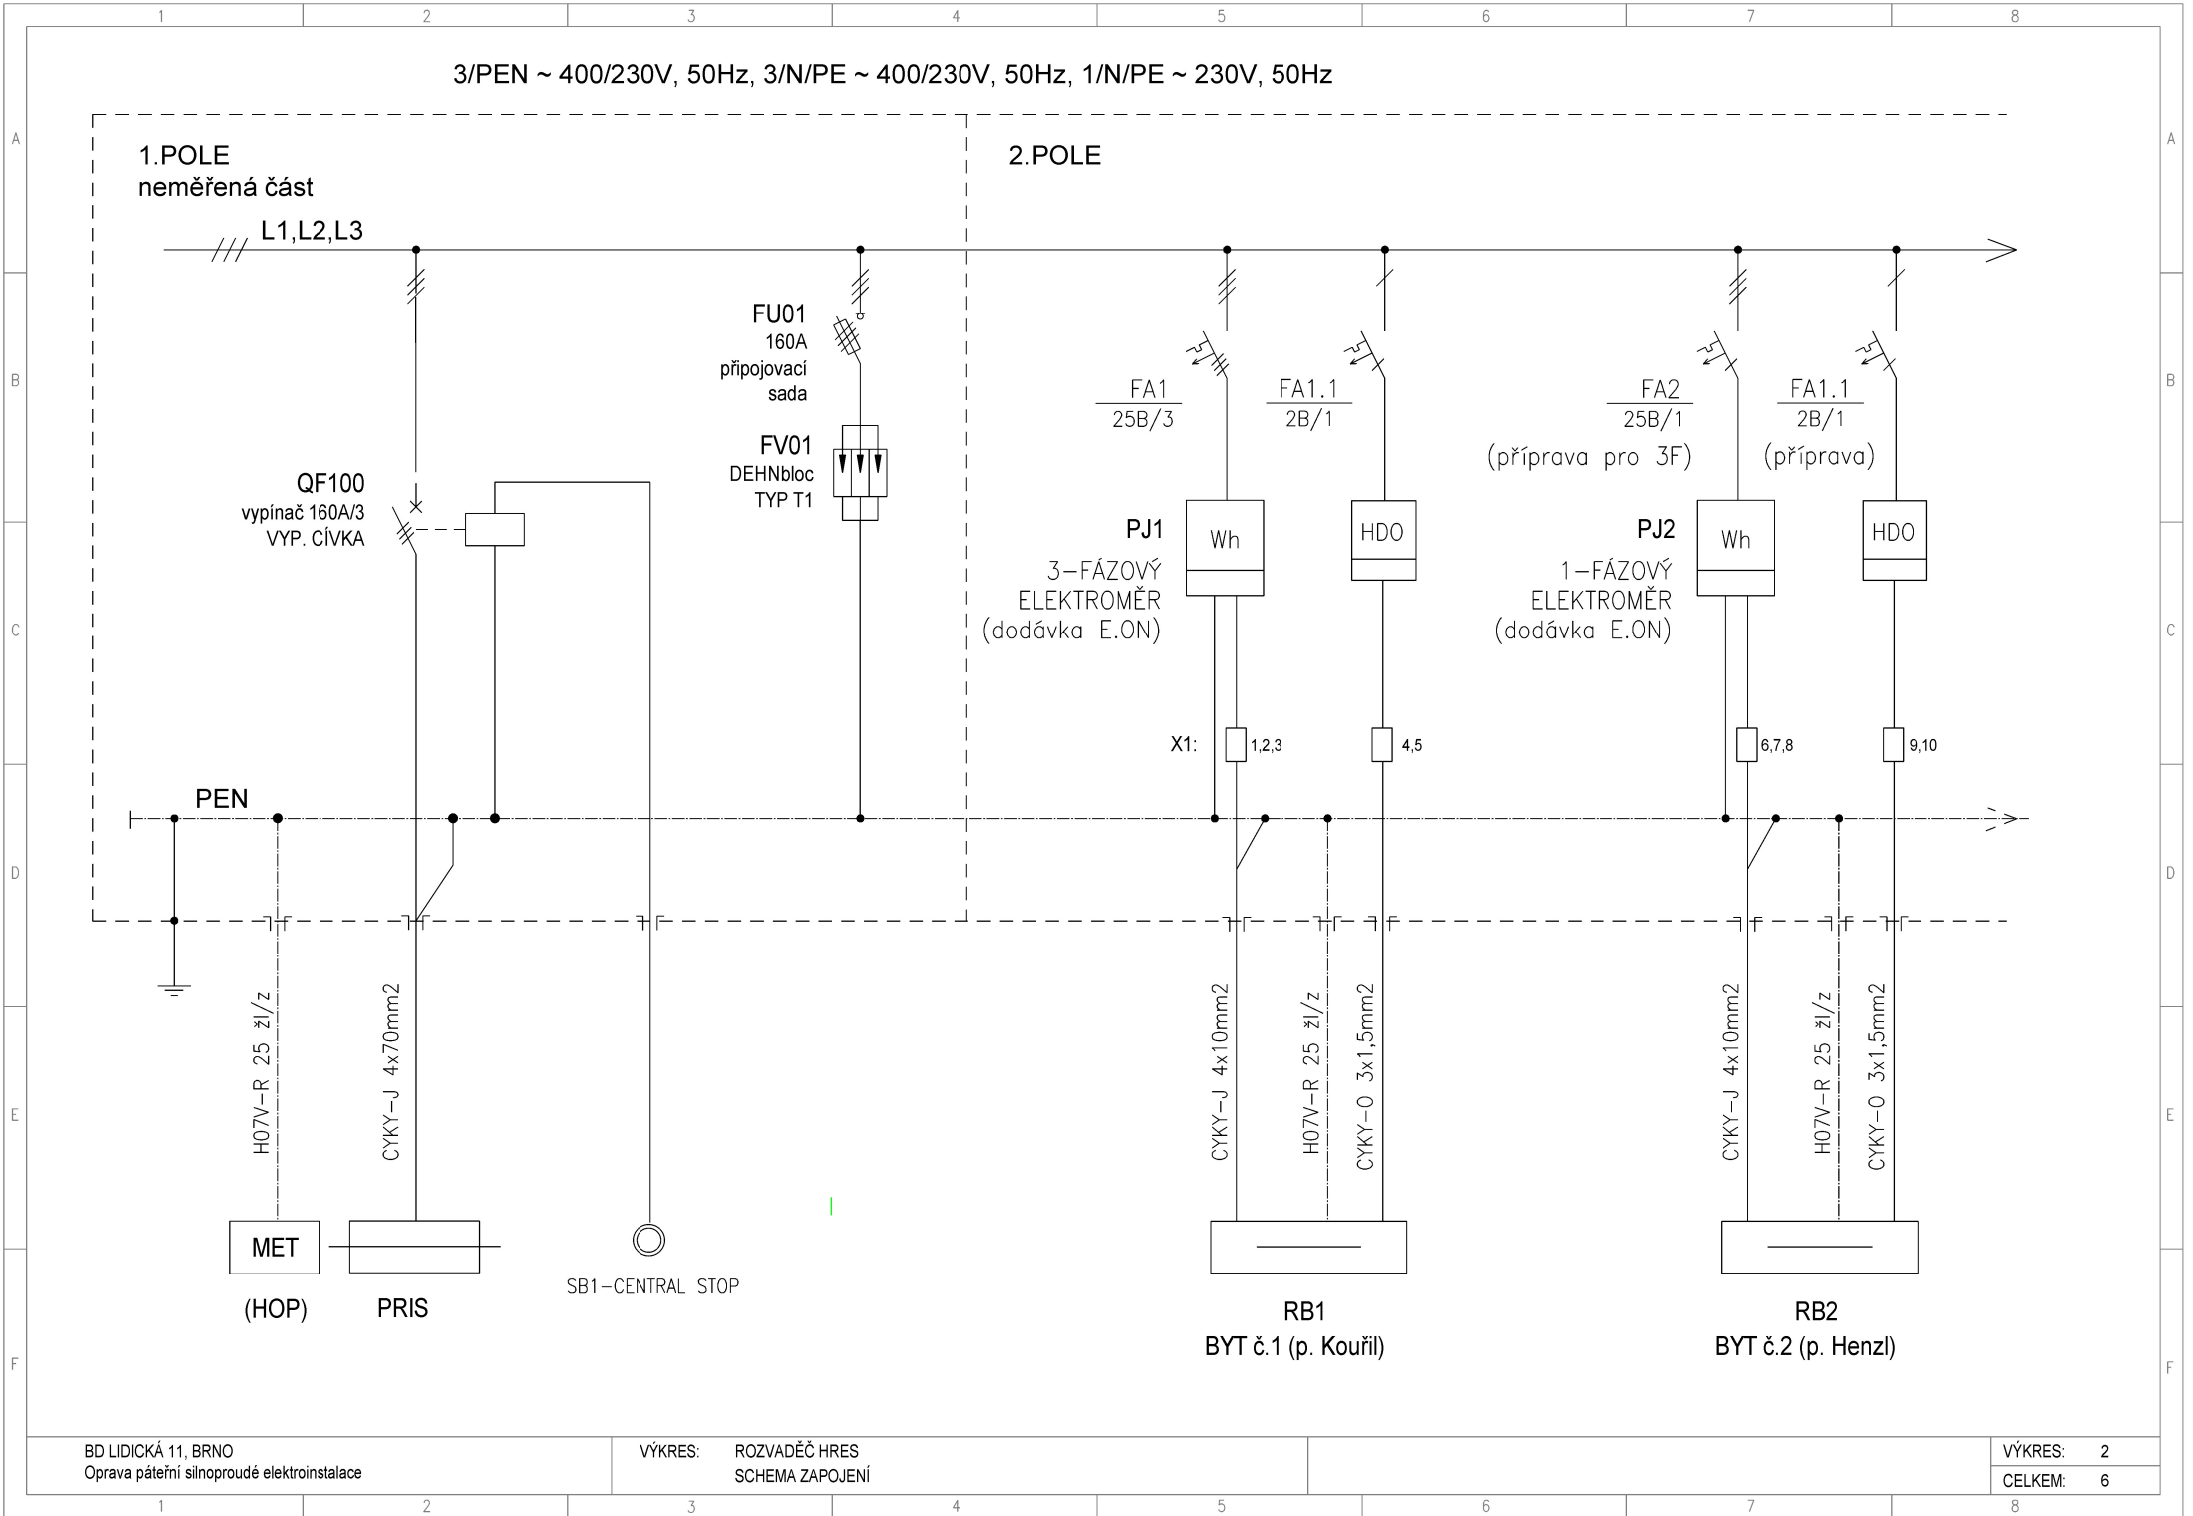 1 2 3 4 5 6 7 8
3/PEN ~ 400/230V, 50Hz, 3/N/PE ~ 400/230V, 50Hz, 1/N/PE ~ 230V, 50Hz
A
A
1.POLE
neměřená část
2.POLE
L1,L2,L3
FU01
160A
připojovací
sada
B
B
FA1
25B/3
FA1.1
2B/1
FA2
25B/1
(příprava pro 3F)
FA1.1
2B/1
(příprava)
FV01
DEHNbloc
TYP T1
QF100
vypínač 160A/3
VYP. CÍVKA
PJ1
Wh
HDO
3-FÁZOVÝ
ELEKTROMĚR
(dodávka E.ON)
PJ2
Wh
HDO
1-FÁZOVÝ
ELEKTROMĚR
(dodávka E.ON)
C
C
X1:
1,2,3
4,5
6,7,8
9,10
PEN
D
D
H07V-R 25 žl/z
CYKY-J 4x70mm2
CYKY-J 4x10mm2
H07V-R 25 žl/z
CYKY-O 3x1,5mm2
CYKY-J 4x10mm2
H07V-R 25 žl/z
CYKY-O 3x1,5mm2
E
E
MET
(HOP)
PRIS
SB1-CENTRAL STOP
RB1
BYT č.1 (p. Kouřil)
RB2
BYT č.2 (p. Henzl)
F
F
BD LIDICKÁ 11, BRNO
Oprava páteřní silnoproudé elektroinstalace
VÝKRES: ROZVADĚČ HRES
SCHEMA ZAPOJENÍ
VÝKRES: 2
CELKEM: 6
1 2 3 4 5 6 7 8